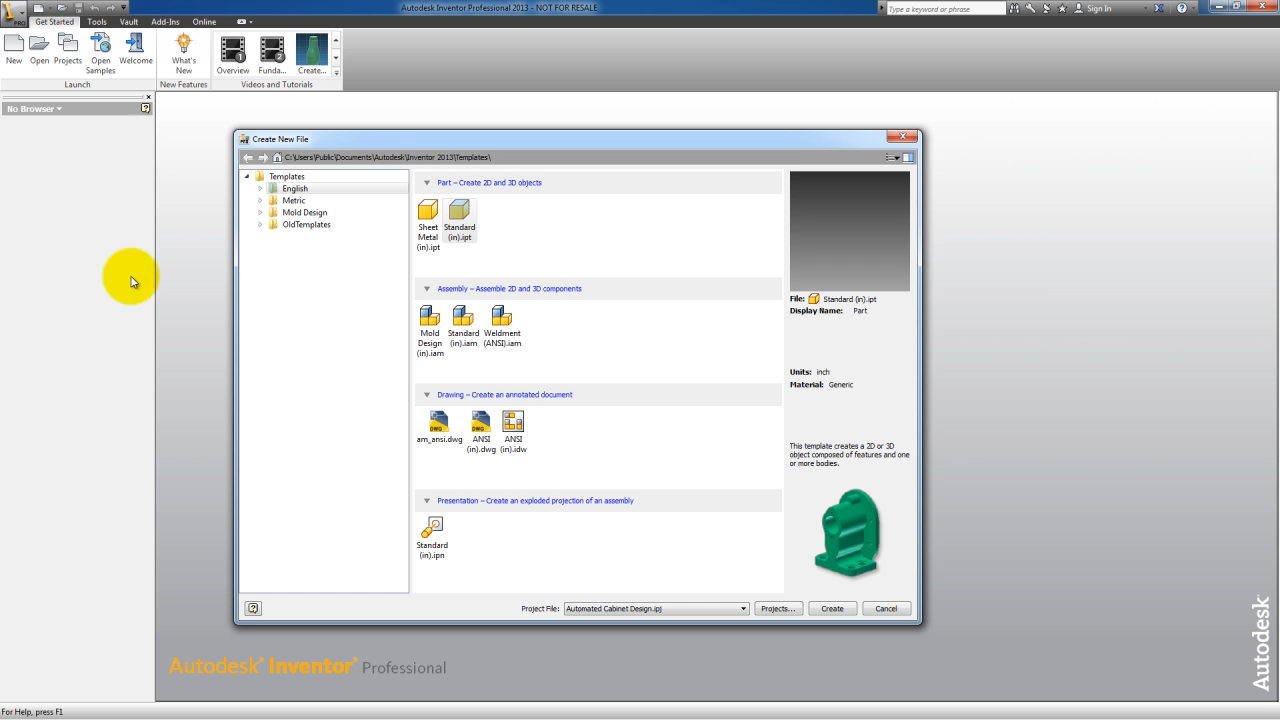 Autodesk Inventor Professional 2013 - NOT FOR RESALE
Type a keyword or phrase
Sign In
PRO
Get Started Tools Vault Add-Ins Online
New Open Projects Open Samples Welcome
What's New
Overview Funda... Create...
Launch New Features Videos and Tutorials
No Browser
Create New File
C:\Users\Public\Documents\Autodesk\Inventor 2013\Templates\
Templates
English
Metric
Mold Design
OldTemplates
Part – Create 2D and 3D objects
Sheet Metal (in).ipt
Standard (in).ipt
Assembly – Assemble 2D and 3D components
Mold Design (in).iam
Standard (in).iam
Weldment (ANSI).iam
Drawing – Create an annotated document
am_ansi.dwg
ANSI (in).dwg
ANSI (in).idw
Presentation – Create an exploded projection of an assembly
Standard (in).ipn
File: Standard (in).ipt
Display Name: Part
Units: inch
Material: Generic
This template creates a 2D or 3D
object composed of features and one
or more bodies.
Project File: Automated Cabinet Design.ipj
Projects... Create Cancel
Autodesk® Inventor® Professional
Autodesk®
For Help, press F1